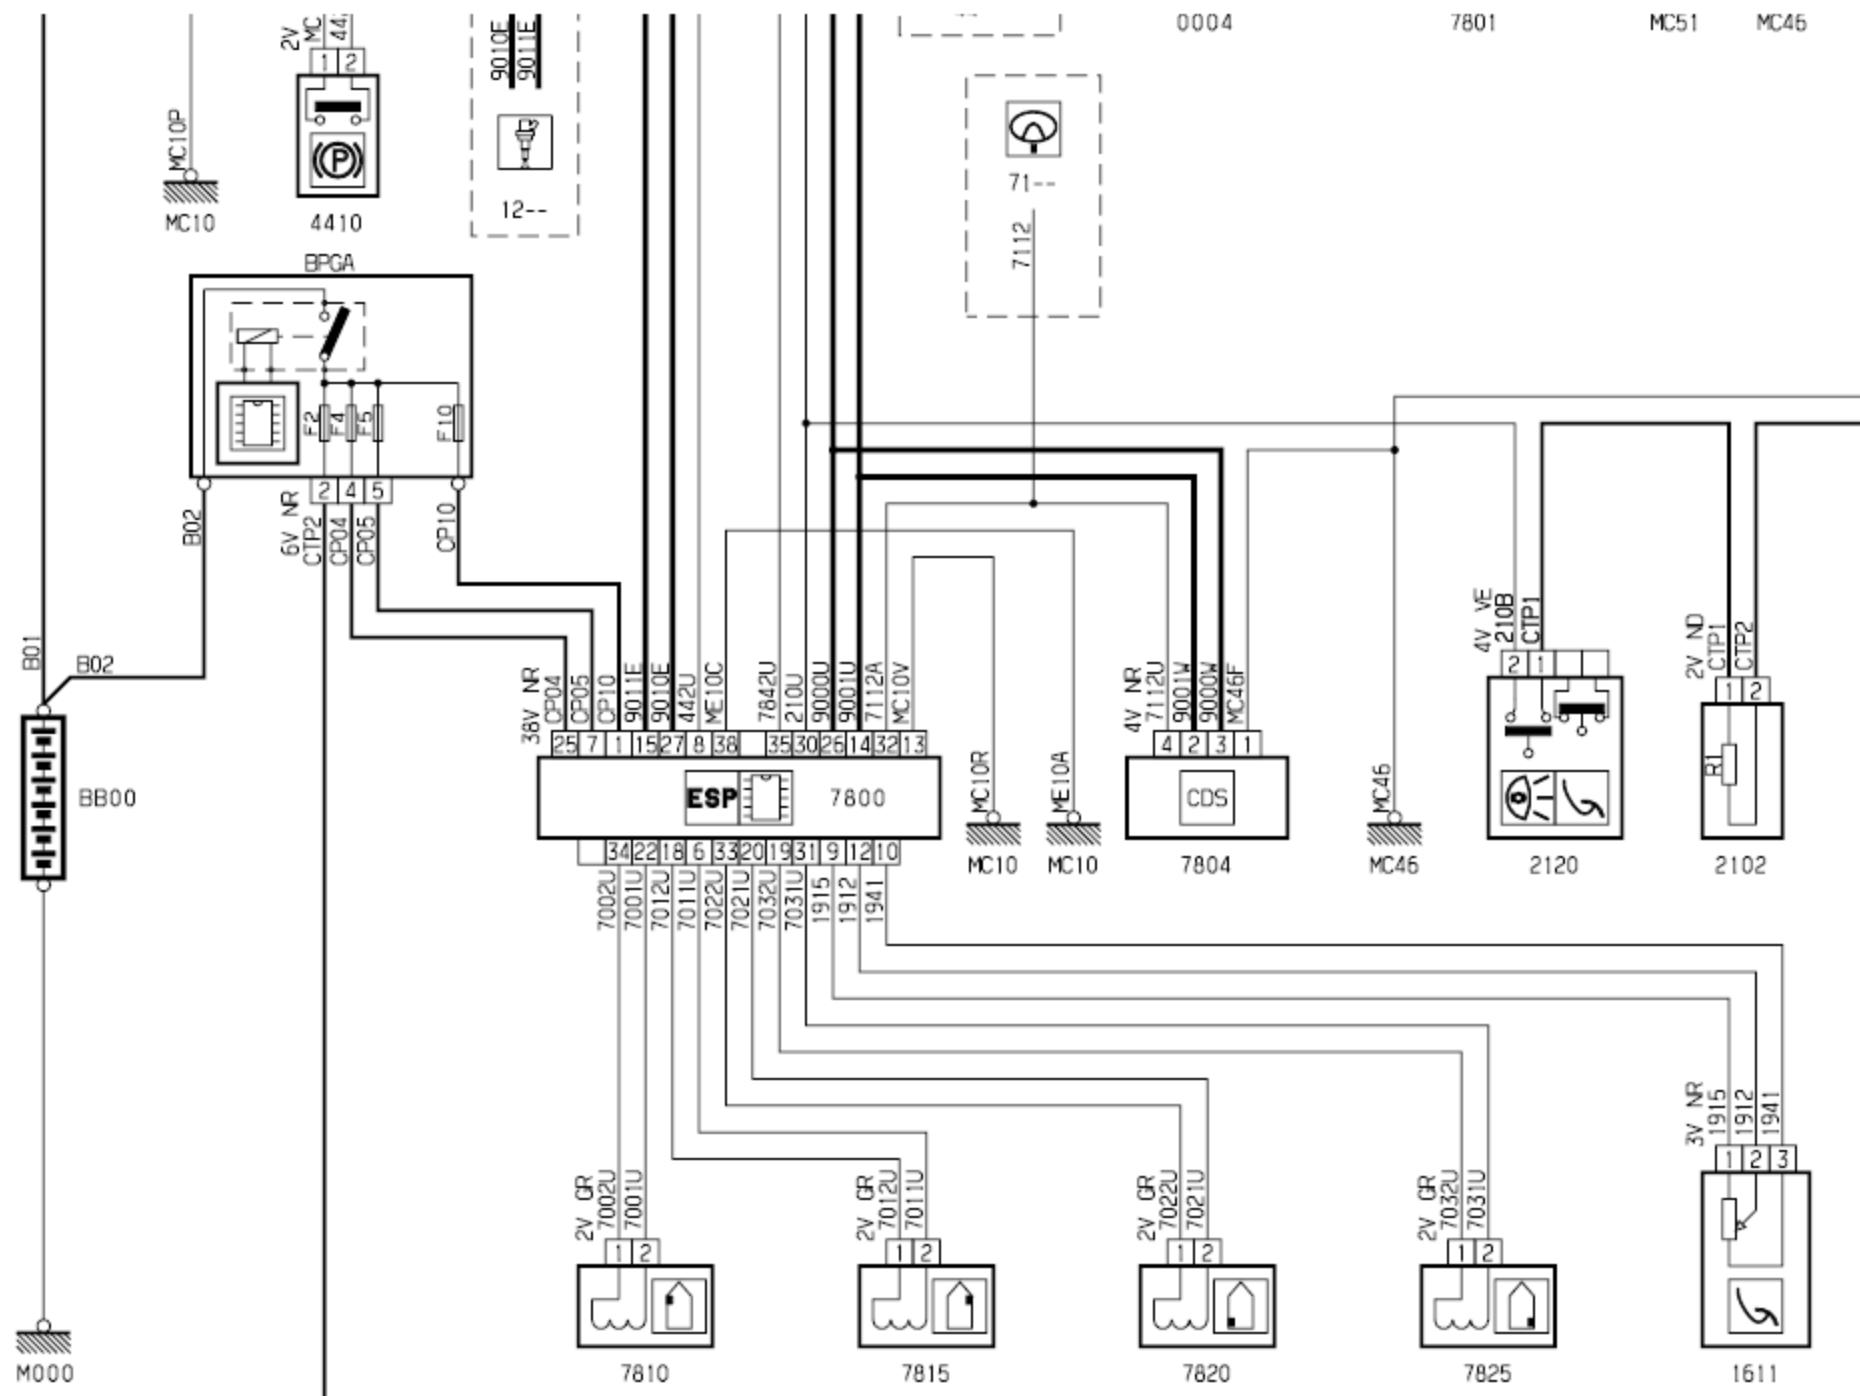 2V
MC
44
9010E
9011E
0004
7801
MC51
MC46
1 2
MC10P
MC10
P
4410
12--
71--
7112
BPGA
F2
F4
F5
F10
B02
6V NR
2 4 5
CTP2
CP04
CP05
CP10
B01
B02
BB00
M000
38V NR
CP04
CP05
CP10
9011E
9010E
442U
ME10C
7842U
210U
9000U
9001U
7112A
MC10V
25 7 1 15 27 8 38 35 30 26 14 32 13
ESP 7800
34 22 18 6 33 20 19 31 9 12 10
7002U
7001U
7012U
7011U
7022U
7021U
7032U
7031U
1915
1912
1941
MC10R
MC10
ME10A
MC10
4V NR
7112U
9001W
9000W
MC46F
4 2 3 1
CDS
7804
MC46
MC46
4V VE
210B
CTP1
2 1
2120
2V ND
CTP1
CTP2
1 2
R1
2102
2V GR
7002U
7001U
1 2
7810
2V GR
7012U
7011U
1 2
7815
2V GR
7022U
7021U
1 2
7820
2V GR
7032U
7031U
1 2
7825
3V NR
1915
1912
1941
1 2 3
1611